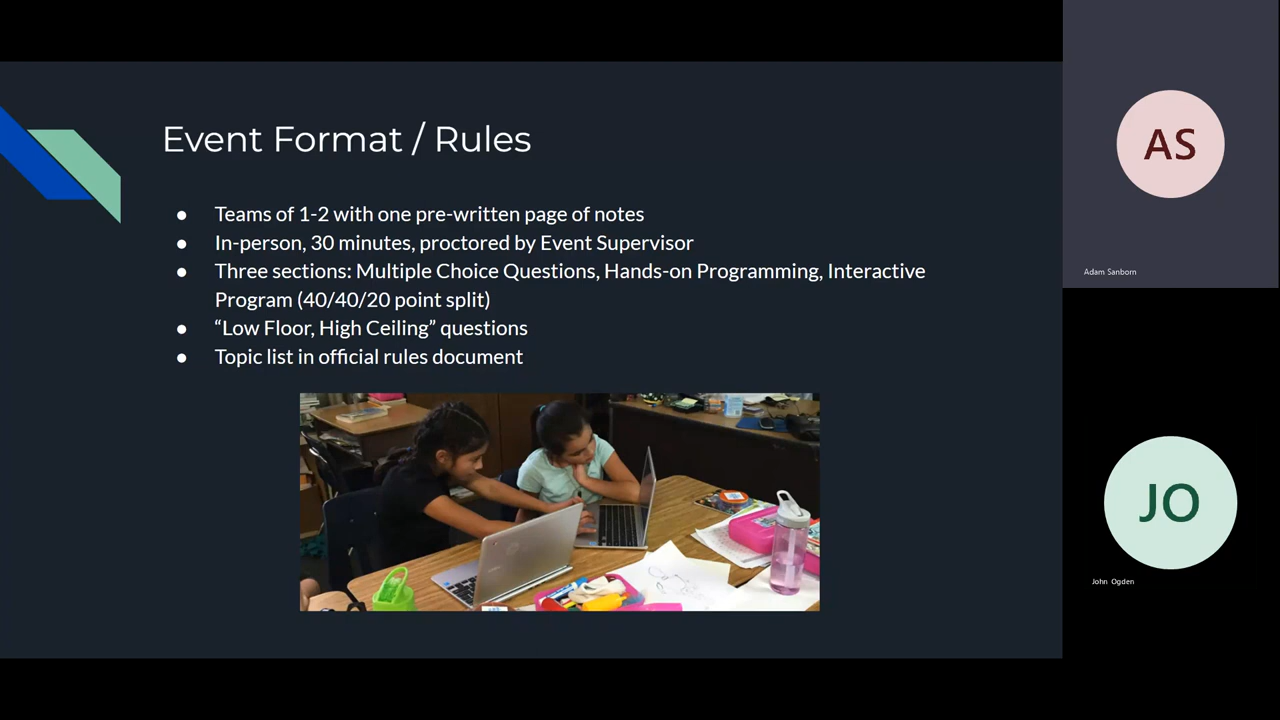 Event Format / Rules
● Teams of 1-2 with one pre-written page of notes
● In-person, 30 minutes, proctored by Event Supervisor
● Three sections: Multiple Choice Questions, Hands-on Programming, Interactive
Program (40/40/20 point split)
● “Low Floor, High Ceiling” questions
● Topic list in official rules document
AS
Adam Sanborn
JO
John Ogden